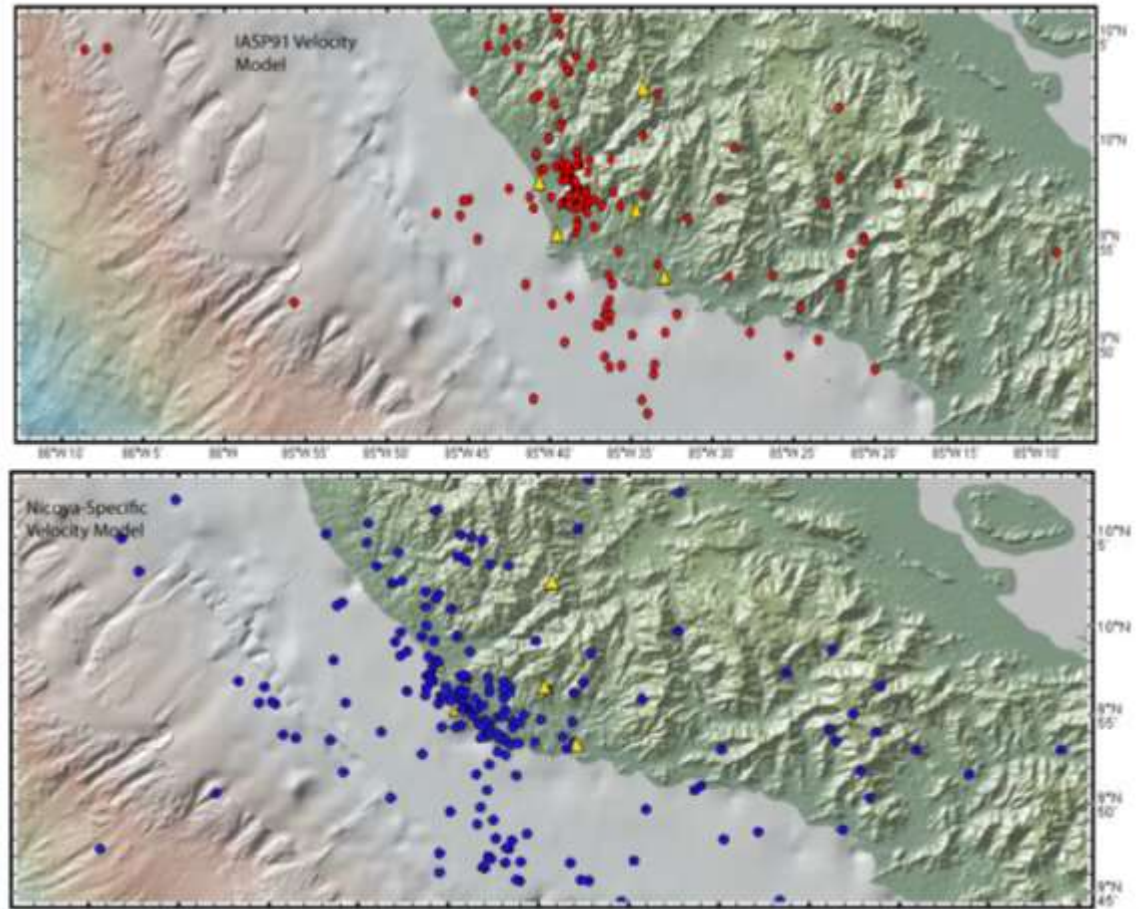 IASP91 Velocity
Model
10°N
5'
10°N
9°N
55'
9°N
50'
86°W 10'
86°W 5'
86°W
85°W 50'
85°W 45'
85°W 40'
85°W 35'
85°W 30'
85°W 25'
85°W 20'
85°W 15'
85°W 10'
Nicoya-Specific
Velocity Model
10°N
5'
10°N
9°N
55'
9°N
50'
9°N
45'